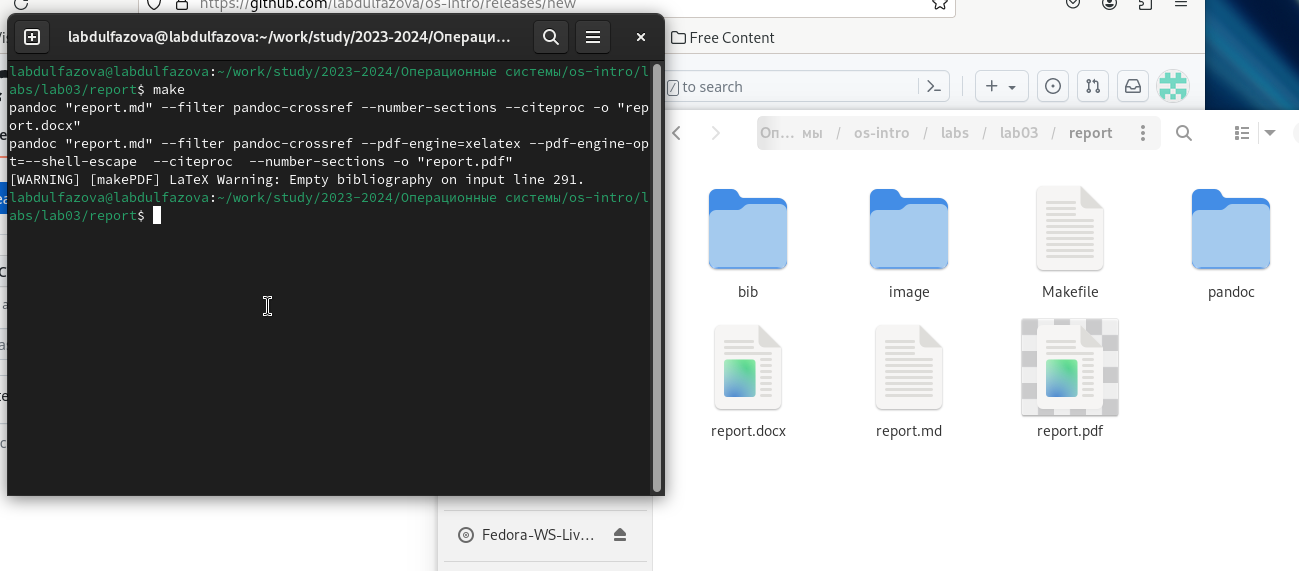 https://github.com/labdulfazova/os-intro/releases/new
labdulfazova@labdulfazova:~/work/study/2023-2024/Операци...
Free Content
labdulfazova@labdulfazova:~/work/study/2023-2024/Операционные системы/os-intro/l
abs/lab03/report$ make
pandoc "report.md" --filter pandoc-crossref --number-sections --citeproc -o "rep
ort.docx"
pandoc "report.md" --filter pandoc-crossref --pdf-engine=xelatex --pdf-engine-op
t=--shell-escape  --citeproc  --number-sections -o "report.pdf"
[WARNING] [makePDF] LaTeX Warning: Empty bibliography on input line 291.
labdulfazova@labdulfazova:~/work/study/2023-2024/Операционные системы/os-intro/l
abs/lab03/report$
/ to search
Оп... мы / os-intro / labs / lab03 / report
bib
image
Makefile
pandoc
report.docx
report.md
report.pdf
Fedora-WS-Liv...